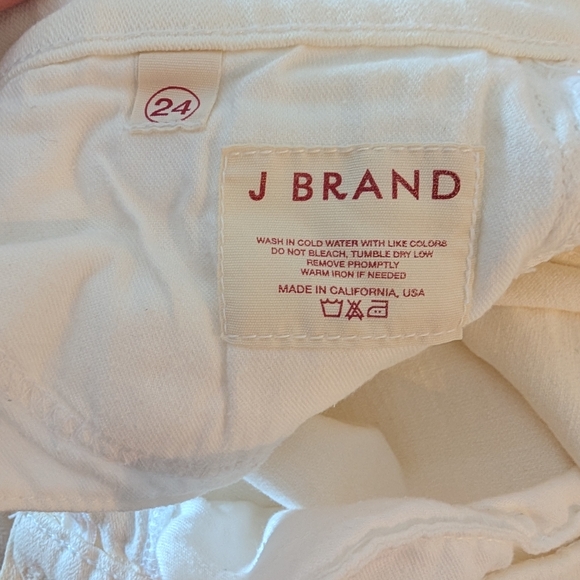 24
J BRAND
WASH IN COLD WATER WITH LIKE COLORS
DO NOT BLEACH, TUMBLE DRY LOW
REMOVE PROMPTLY
WARM IRON IF NEEDED
MADE IN CALIFORNIA, USA